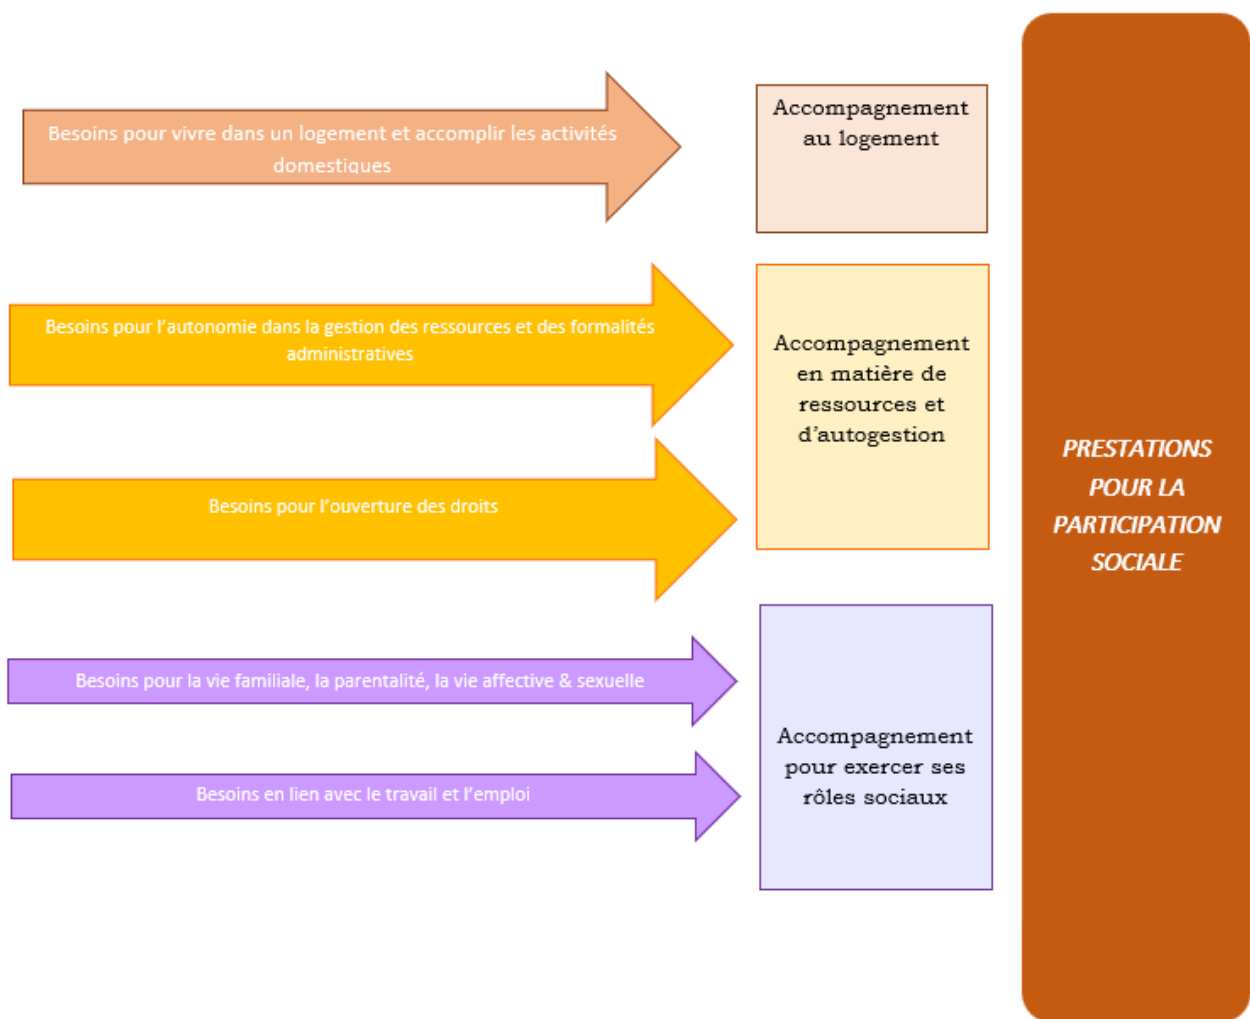 Besoins pour vivre dans un logement et accomplir les activités
domestiques
Accompagnement
au logement
Besoins pour l'autonomie dans la gestion des ressources et des formalités
administratives
Accompagnement
en matière de
ressources et
d'autogestion
Besoins pour l'ouverture des droits
Besoins pour la vie familiale, la parentalité, la vie affective & sexuelle
Besoins en lien avec le travail et l'emploi
Accompagnement
pour exercer ses
rôles sociaux
PRESTATIONS
POUR LA
PARTICIPATION
SOCIALE